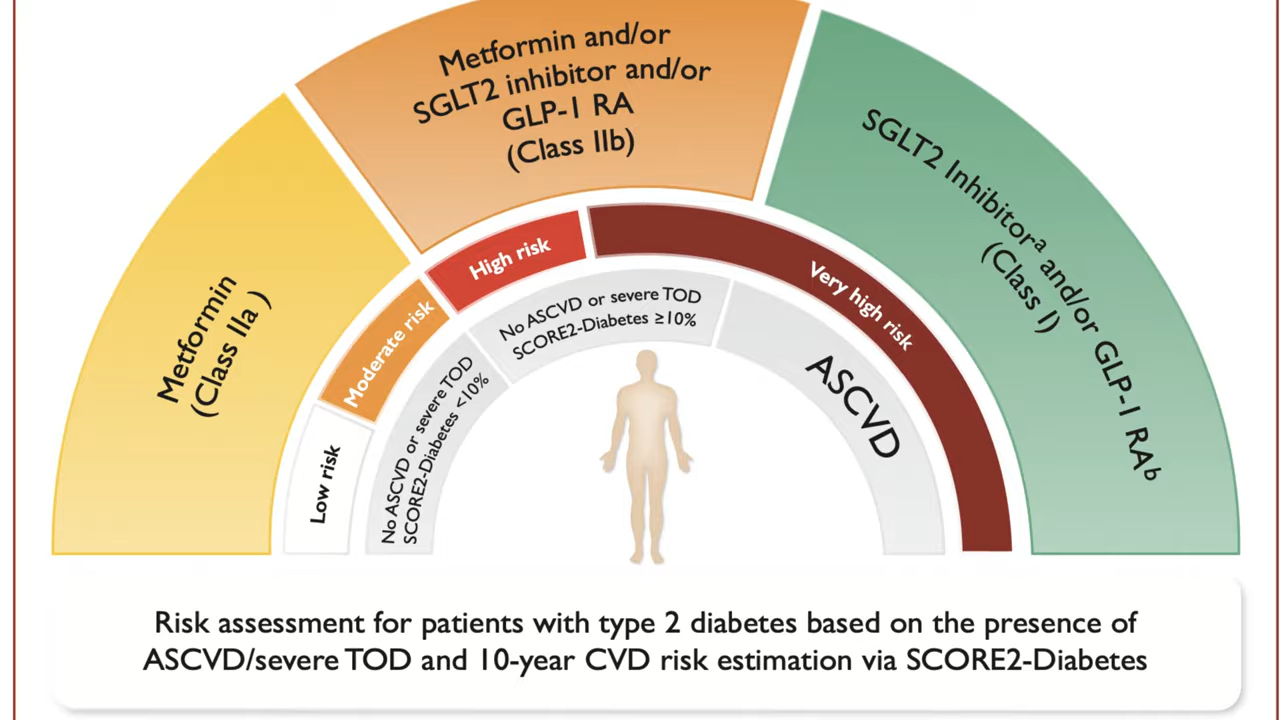 Metformin and/or
SGLT2 inhibitor and/or
GLP-1 RA
(Class IIb)
Metformin
(Class IIa )
SGLT2 Inhibitorᵃ and/or GLP-1 RAᵇ
(Class I)
Low risk
Moderate risk
High risk
Very high risk
No ASCVD or severe TOD
SCORE2-Diabetes <10%
No ASCVD or severe TOD
SCORE2-Diabetes ≥10%
ASCVD
Risk assessment for patients with type 2 diabetes based on the presence of
ASCVD/severe TOD and 10-year CVD risk estimation via SCORE2-Diabetes